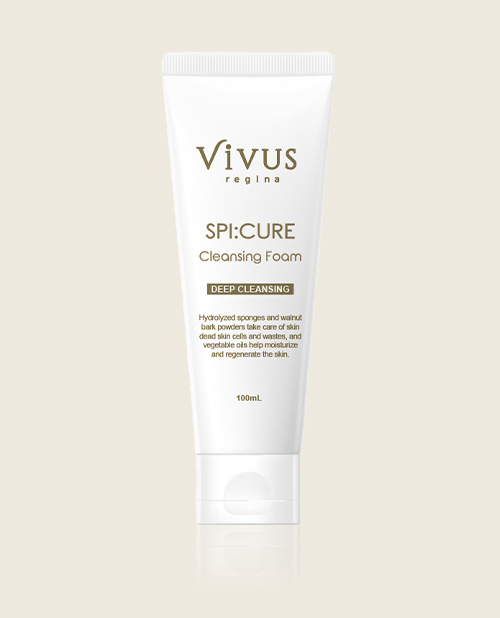 Vivus
regina
SPI:CURE
Cleansing Foam
DEEP CLEANSING
Hydrolyzed sponges and walnut
bark powders take care of skin
dead skin cells and wastes, and
vegetable oils help moisturize
and regenerate the skin.
100mL